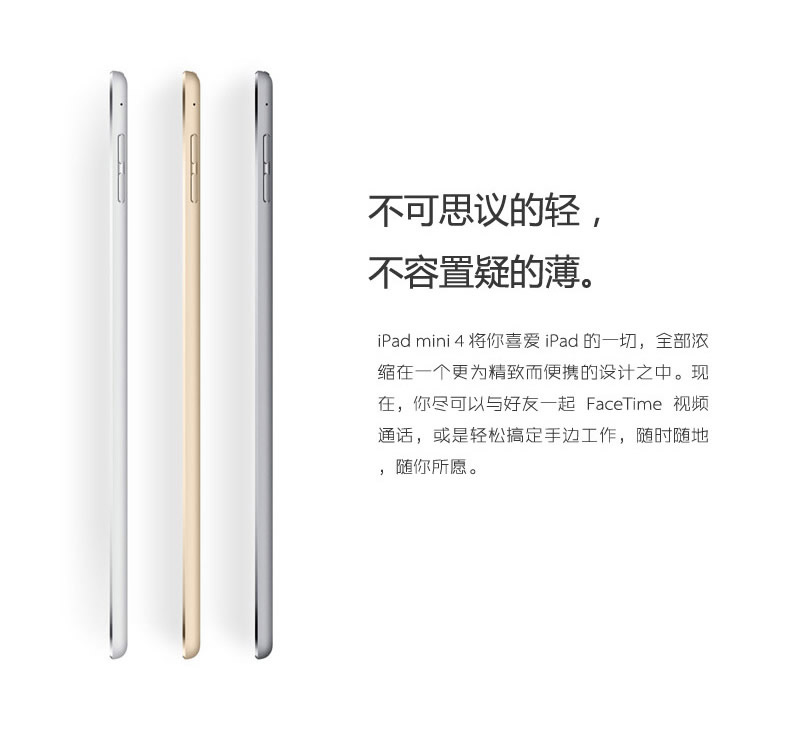 不可思议的轻，
不容置疑的薄。
iPad mini 4 将你喜爱 iPad 的一切，全部浓
缩在一个更为精致而便携的设计之中。现
在，你尽可以与好友一起 FaceTime 视频
通话，或是轻松搞定手边工作，随时随地
，随你所愿。